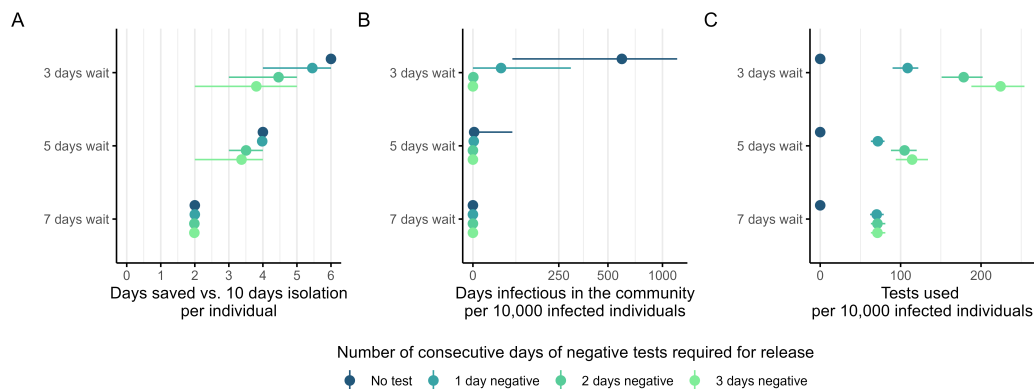 A
B
C
3 days wait
5 days wait
7 days wait
0 1 2 3 4 5 6
Days saved vs. 10 days isolation
per individual
3 days wait
5 days wait
7 days wait
0 250 500 1000
Days infectious in the community
per 10,000 infected individuals
3 days wait
5 days wait
7 days wait
0 100 200
Tests used
per 10,000 infected individuals
Number of consecutive days of negative tests required for release
No test 1 day negative 2 days negative 3 days negative